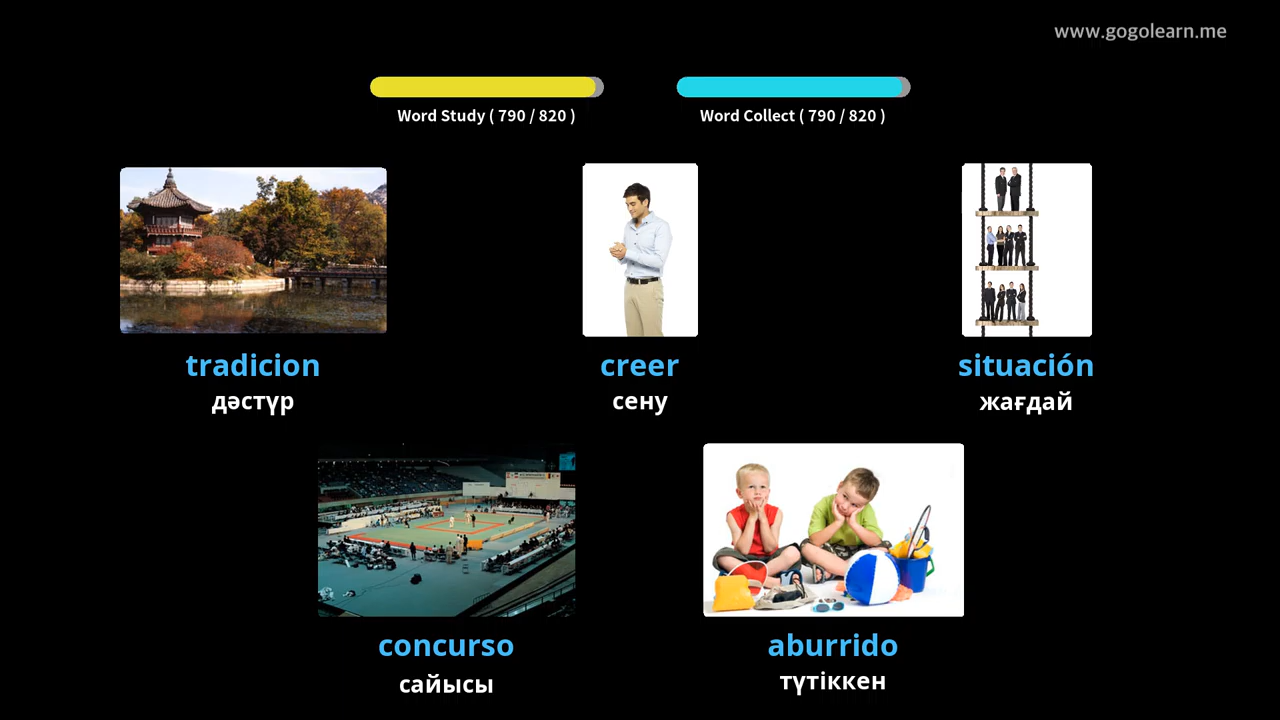 www.gogolearn.me
Word Study ( 790 / 820 )
Word Collect ( 790 / 820 )
tradicion
дәстүр
creer
сену
situación
жағдай
concurso
сайысы
aburrido
түтіккен